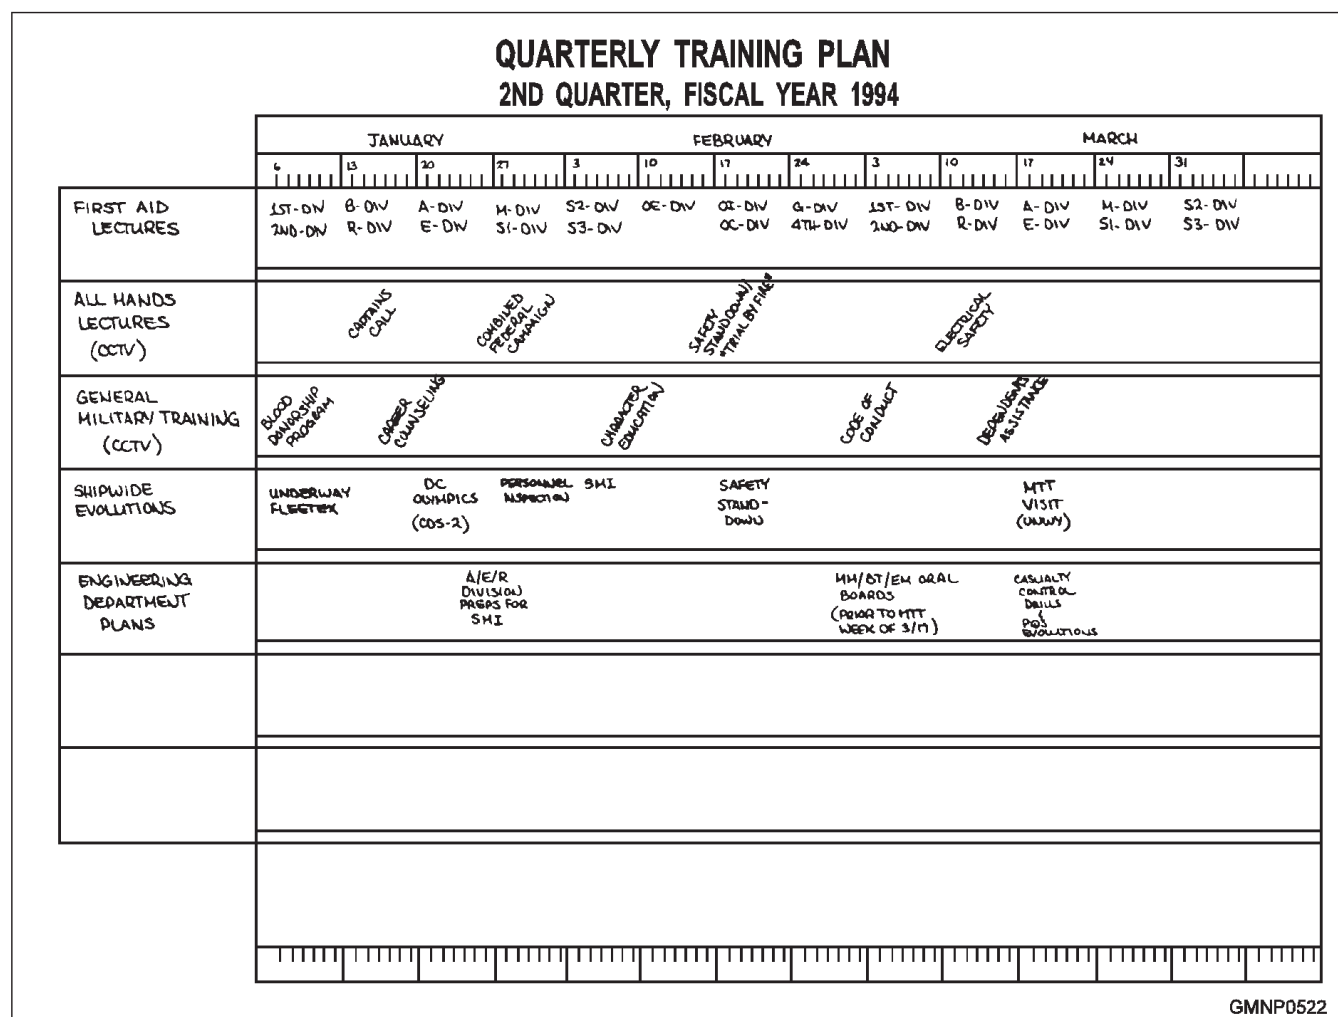 QUARTERLY TRAINING PLAN
2ND QUARTER, FISCAL YEAR 1994
JANUARY FEBRUARY MARCH
6 13 20 27 3 10 17 24 3 10 17 24 31
FIRST AID
LECTURES
1ST-DIV B-DIV A-DIV M-DIV S2-DIV OE-DIV OI-DIV G-DIV 1ST-DIV B-DIV A-DIV M-DIV S2-DIV
2ND-DIV R-DIV E-DIV S1-DIV S3-DIV OC-DIV 4TH-DIV 2ND-DIV R-DIV E-DIV S1-DIV S3-DIV
ALL HANDS
LECTURES
(CCTV)
CAPTAINS
CALL
COMBINED
FEDERAL
CAMPAIGN
SAFETY
STANDDOWN/
"TRIAL BY FIRE"
ELECTRICAL
SAFETY
GENERAL
MILITARY TRAINING
(CCTV)
BLOOD
DONORSHIP
PROGRAM
CAREER
COUNSELING
CHARACTER
EDUCATION
CODE OF
CONDUCT
DEPENDENTS
ASSISTANCE
SHIPWIDE
EVOLUTIONS
UNDERWAY
FLEETEX
DC
OLYMPICS
(CDS-2)
PERSONNEL
INSPECTION
SMI
SAFETY
STAND-
DOWN
MTT
VISIT
(UNWY)
ENGINEERING
DEPARTMENT
PLANS
A/E/R
DIVISION
PREPS FOR
SMI
MM/BT/EM ORAL
BOARDS
(PRIOR TO MTT
WEEK OF 3/17)
CASUALTY
CONTROL
DRILLS
PQS
EVOLUTIONS
GMNP0522